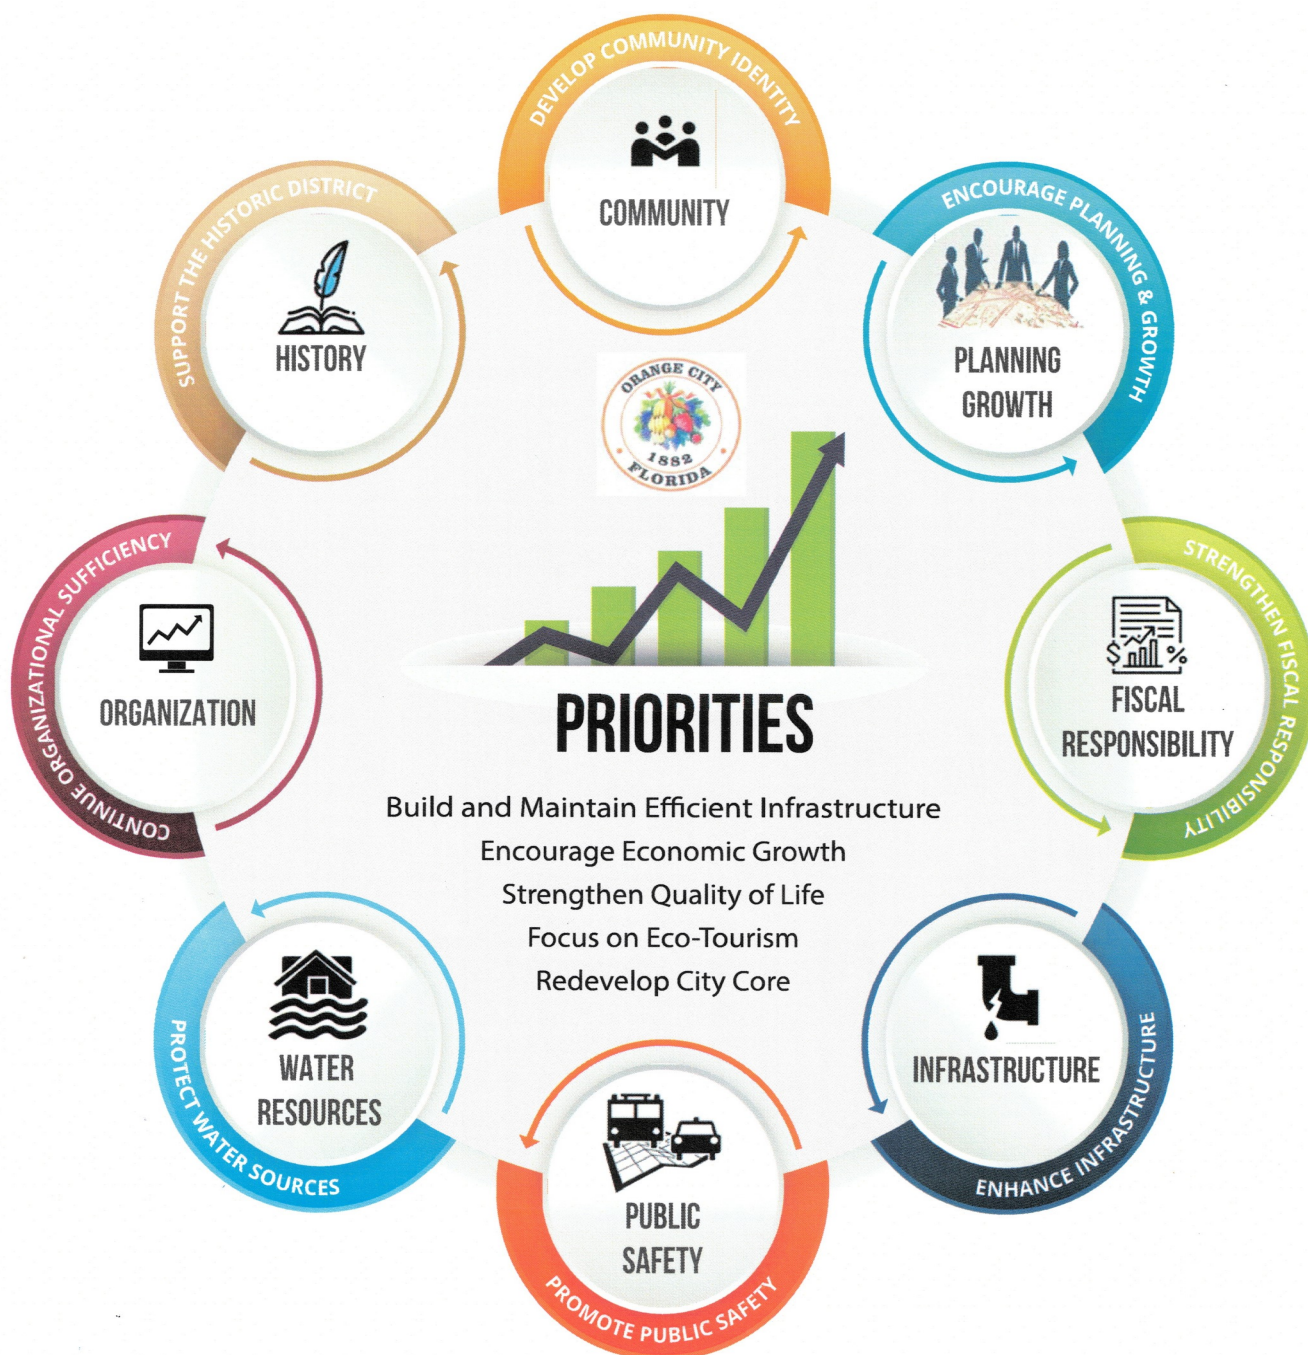 DEVELOP COMMUNITY IDENTITY
COMMUNITY
ENCOURAGE PLANNING & GROWTH
PLANNING
GROWTH
STRENGTHEN FISCAL RESPONSIBILITY
$ %
FISCAL
RESPONSIBILITY
ENHANCE INFRASTRUCTURE
INFRASTRUCTURE
PROMOTE PUBLIC SAFETY
PUBLIC
SAFETY
PROTECT WATER SOURCES
WATER
RESOURCES
CONTINUE ORGANIZATIONAL SUFFICIENCY
ORGANIZATION
SUPPORT THE HISTORIC DISTRICT
HISTORY
ORANGE CITY
1882
FLORIDA
PRIORITIES
Build and Maintain Efficient Infrastructure
Encourage Economic Growth
Strengthen Quality of Life
Focus on Eco-Tourism
Redevelop City Core